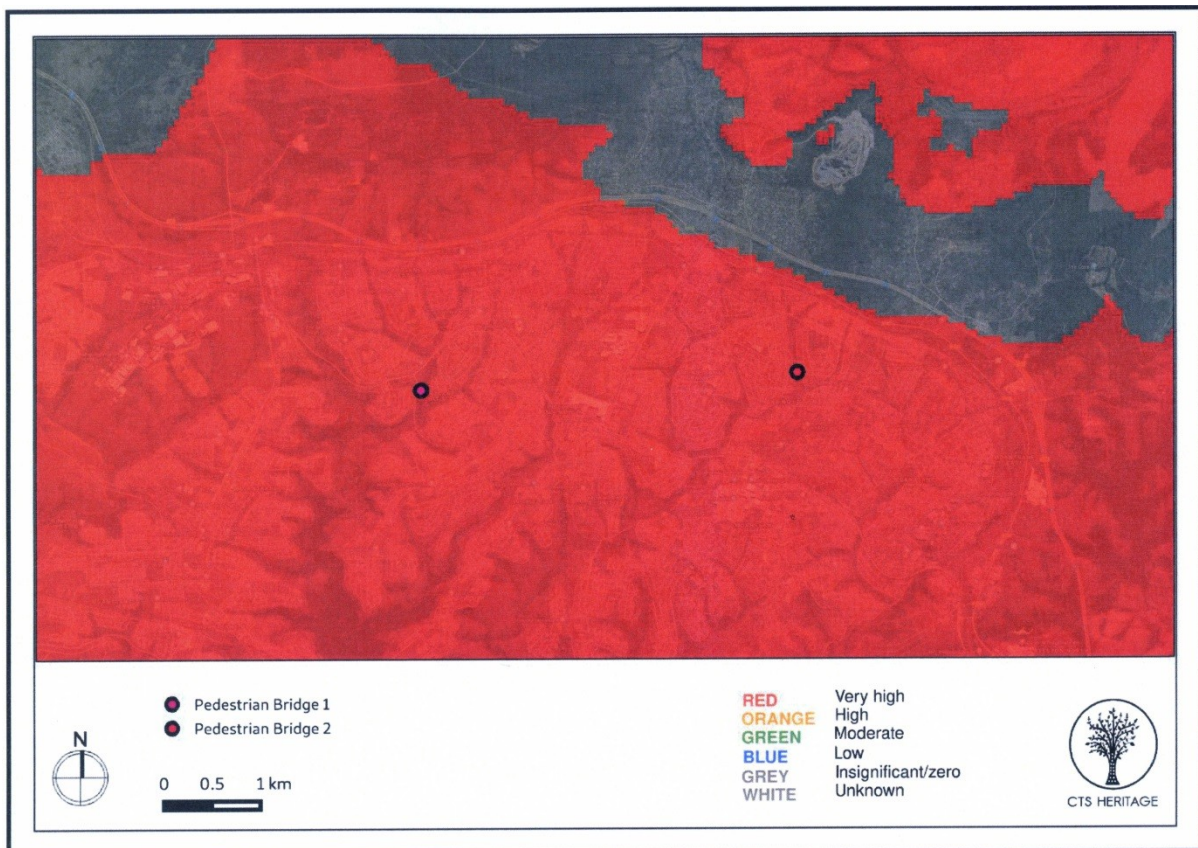 Pedestrian Bridge 1
Pedestrian Bridge 2
N
0 0.5 1 km
RED Very high
ORANGE High
GREEN Moderate
BLUE Low
GREY Insignificant/zero
WHITE Unknown
CTS HERITAGE